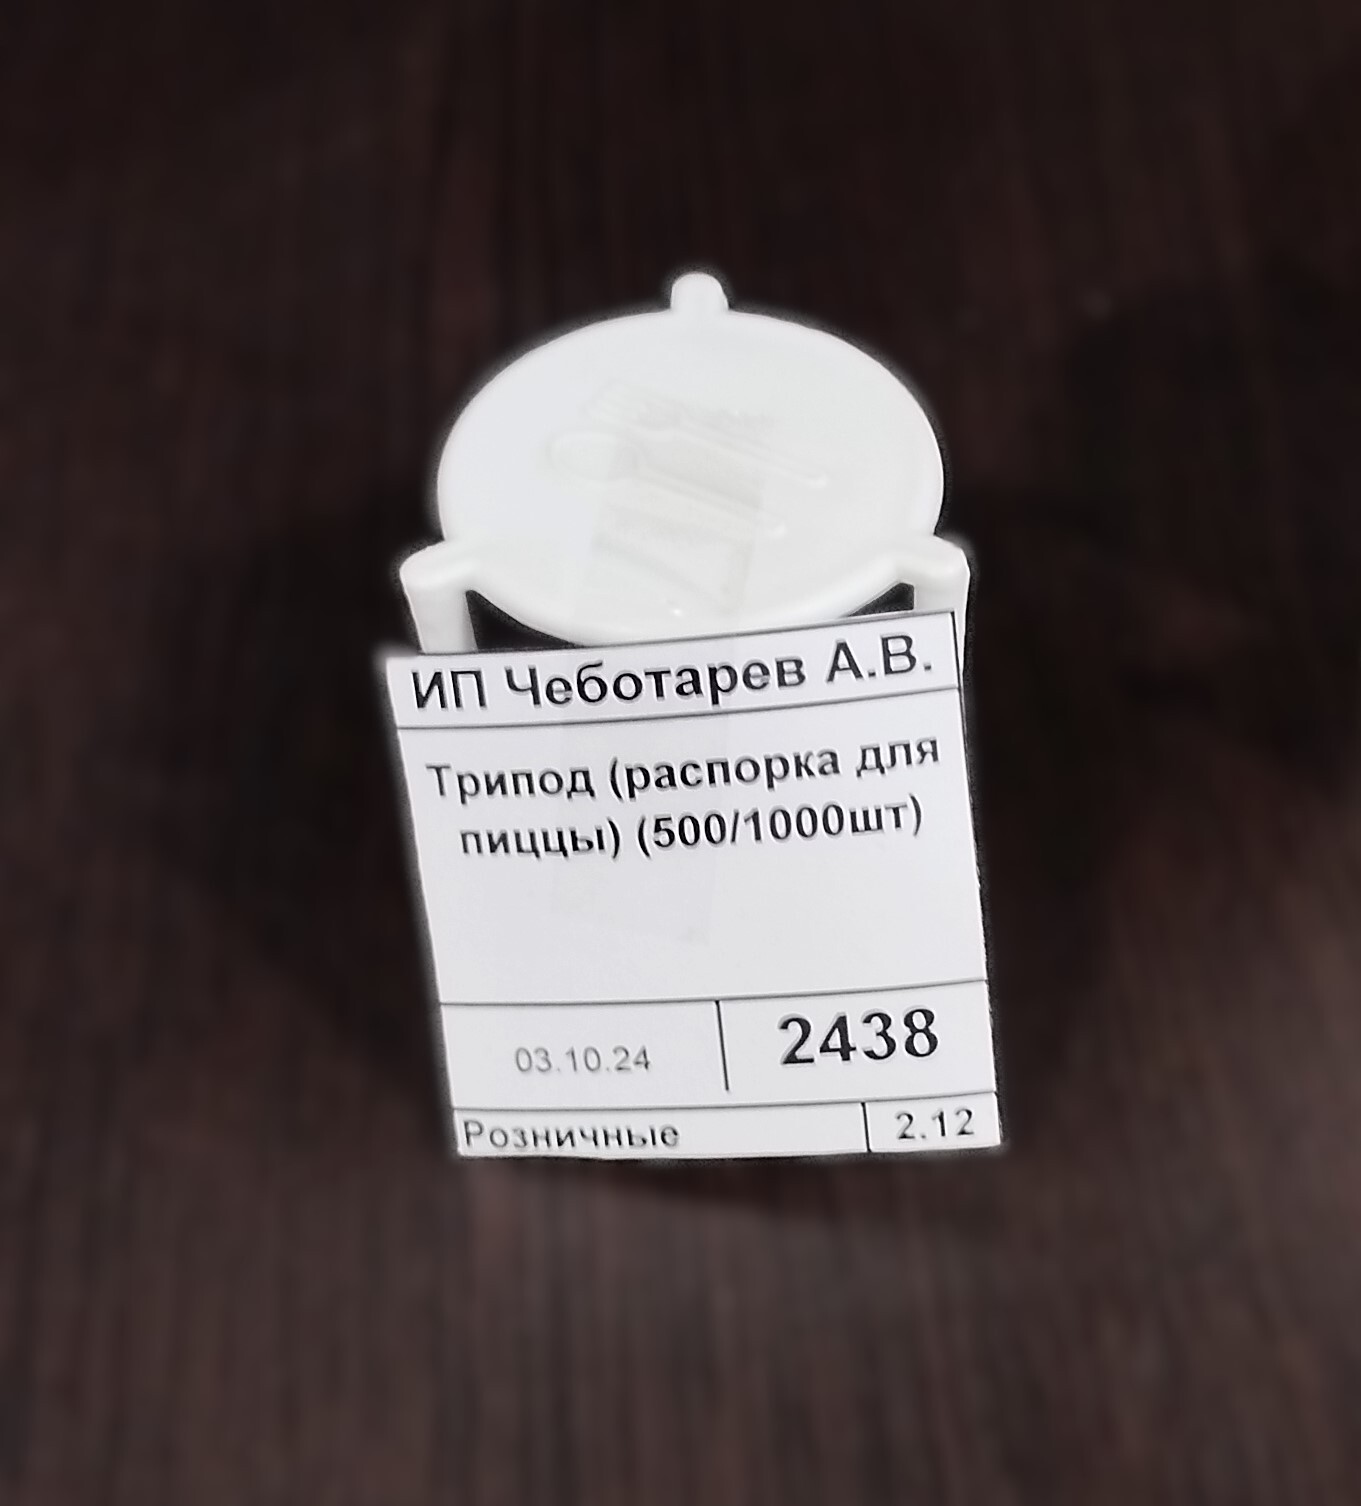 ИП Чеботарев А.В.
Трипод (распорка для
пиццы) (500/1000шт)
03.10.24
2438
Розничные
2.12